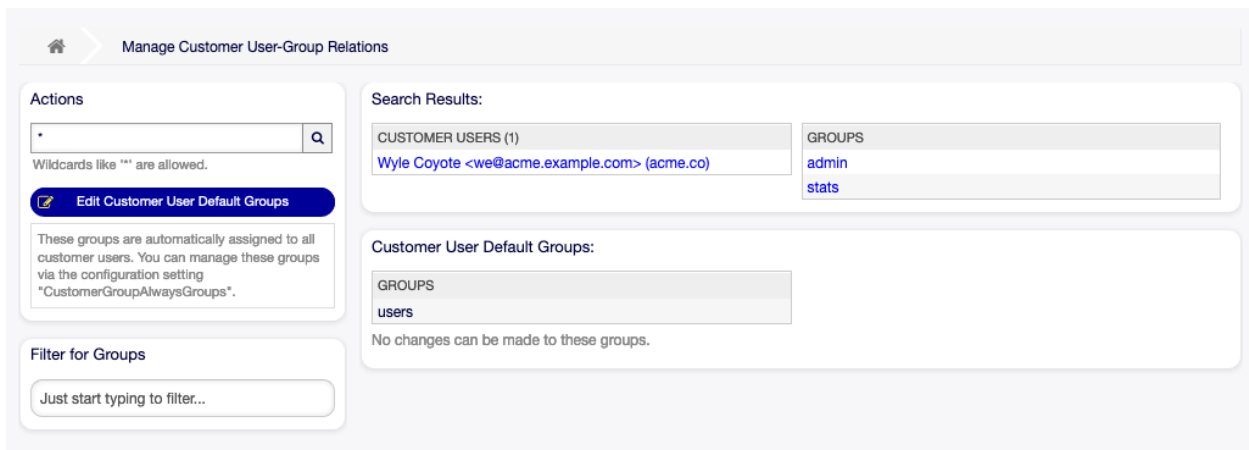 Manage Customer User-Group Relations
Actions
*
Wildcards like '*' are allowed.
Edit Customer User Default Groups
These groups are automatically assigned to all
customer users. You can manage these groups
via the configuration setting
"CustomerGroupAlwaysGroups".
Filter for Groups
Just start typing to filter...
Search Results:
CUSTOMER USERS (1)
Wyle Coyote <we@acme.example.com> (acme.co)
GROUPS
admin
stats
Customer User Default Groups:
GROUPS
users
No changes can be made to these groups.